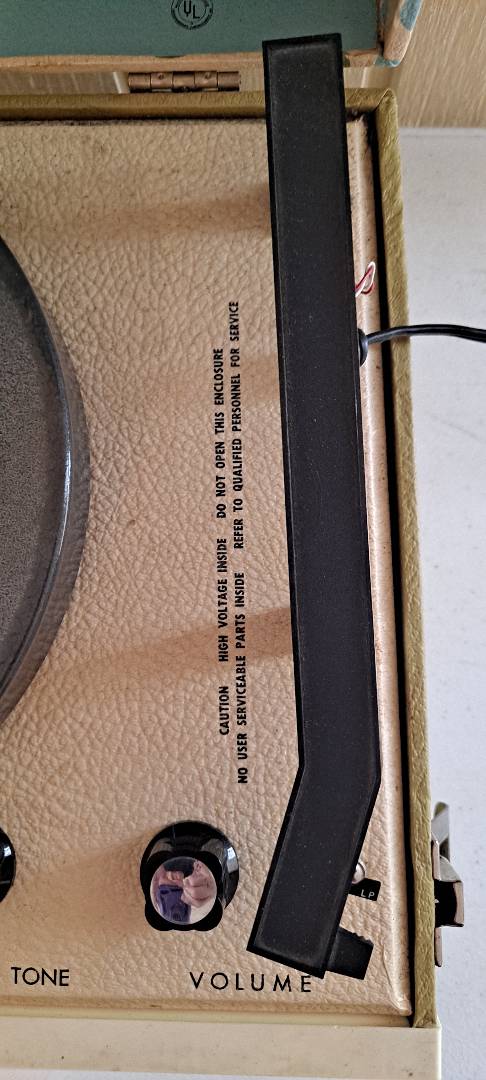 UL
CAUTION HIGH VOLTAGE INSIDE DO NOT OPEN THIS ENCLOSURE
NO USER SERVICEABLE PARTS INSIDE REFER TO QUALIFIED PERSONNEL FOR SERVICE
LP
TONE
VOLUME